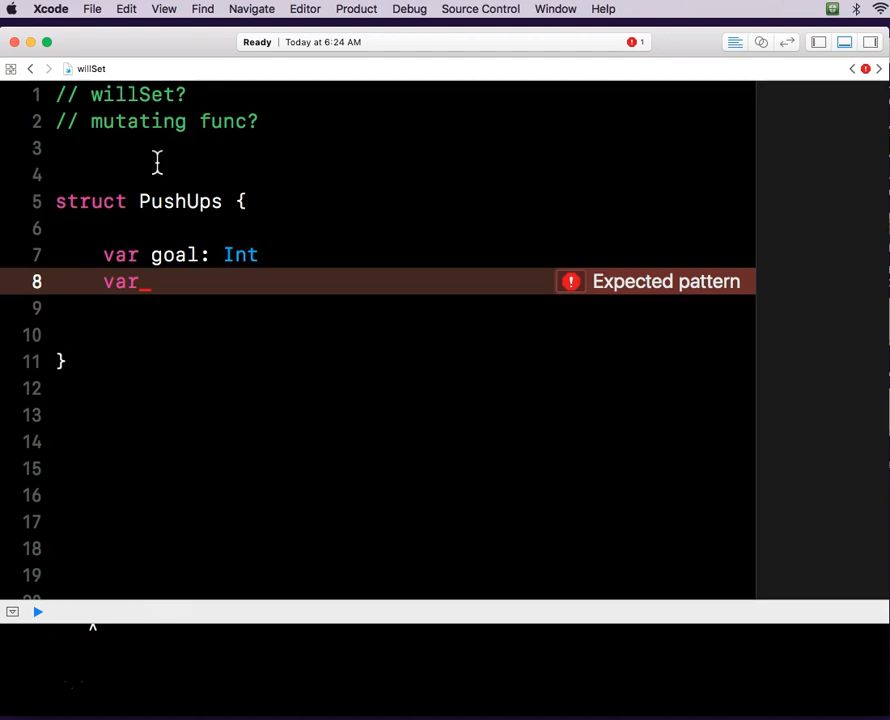 Xcode File Edit View Find Navigate Editor Product Debug Source Control Window Help
Ready | Today at 6:24 AM 1
willSet
1 // willSet?
2 // mutating func?
3
4
5 struct PushUps {
6
7 var goal: Int
8 var_ Expected pattern
9
10
11 }
12
13
14
15
16
17
18
19
^